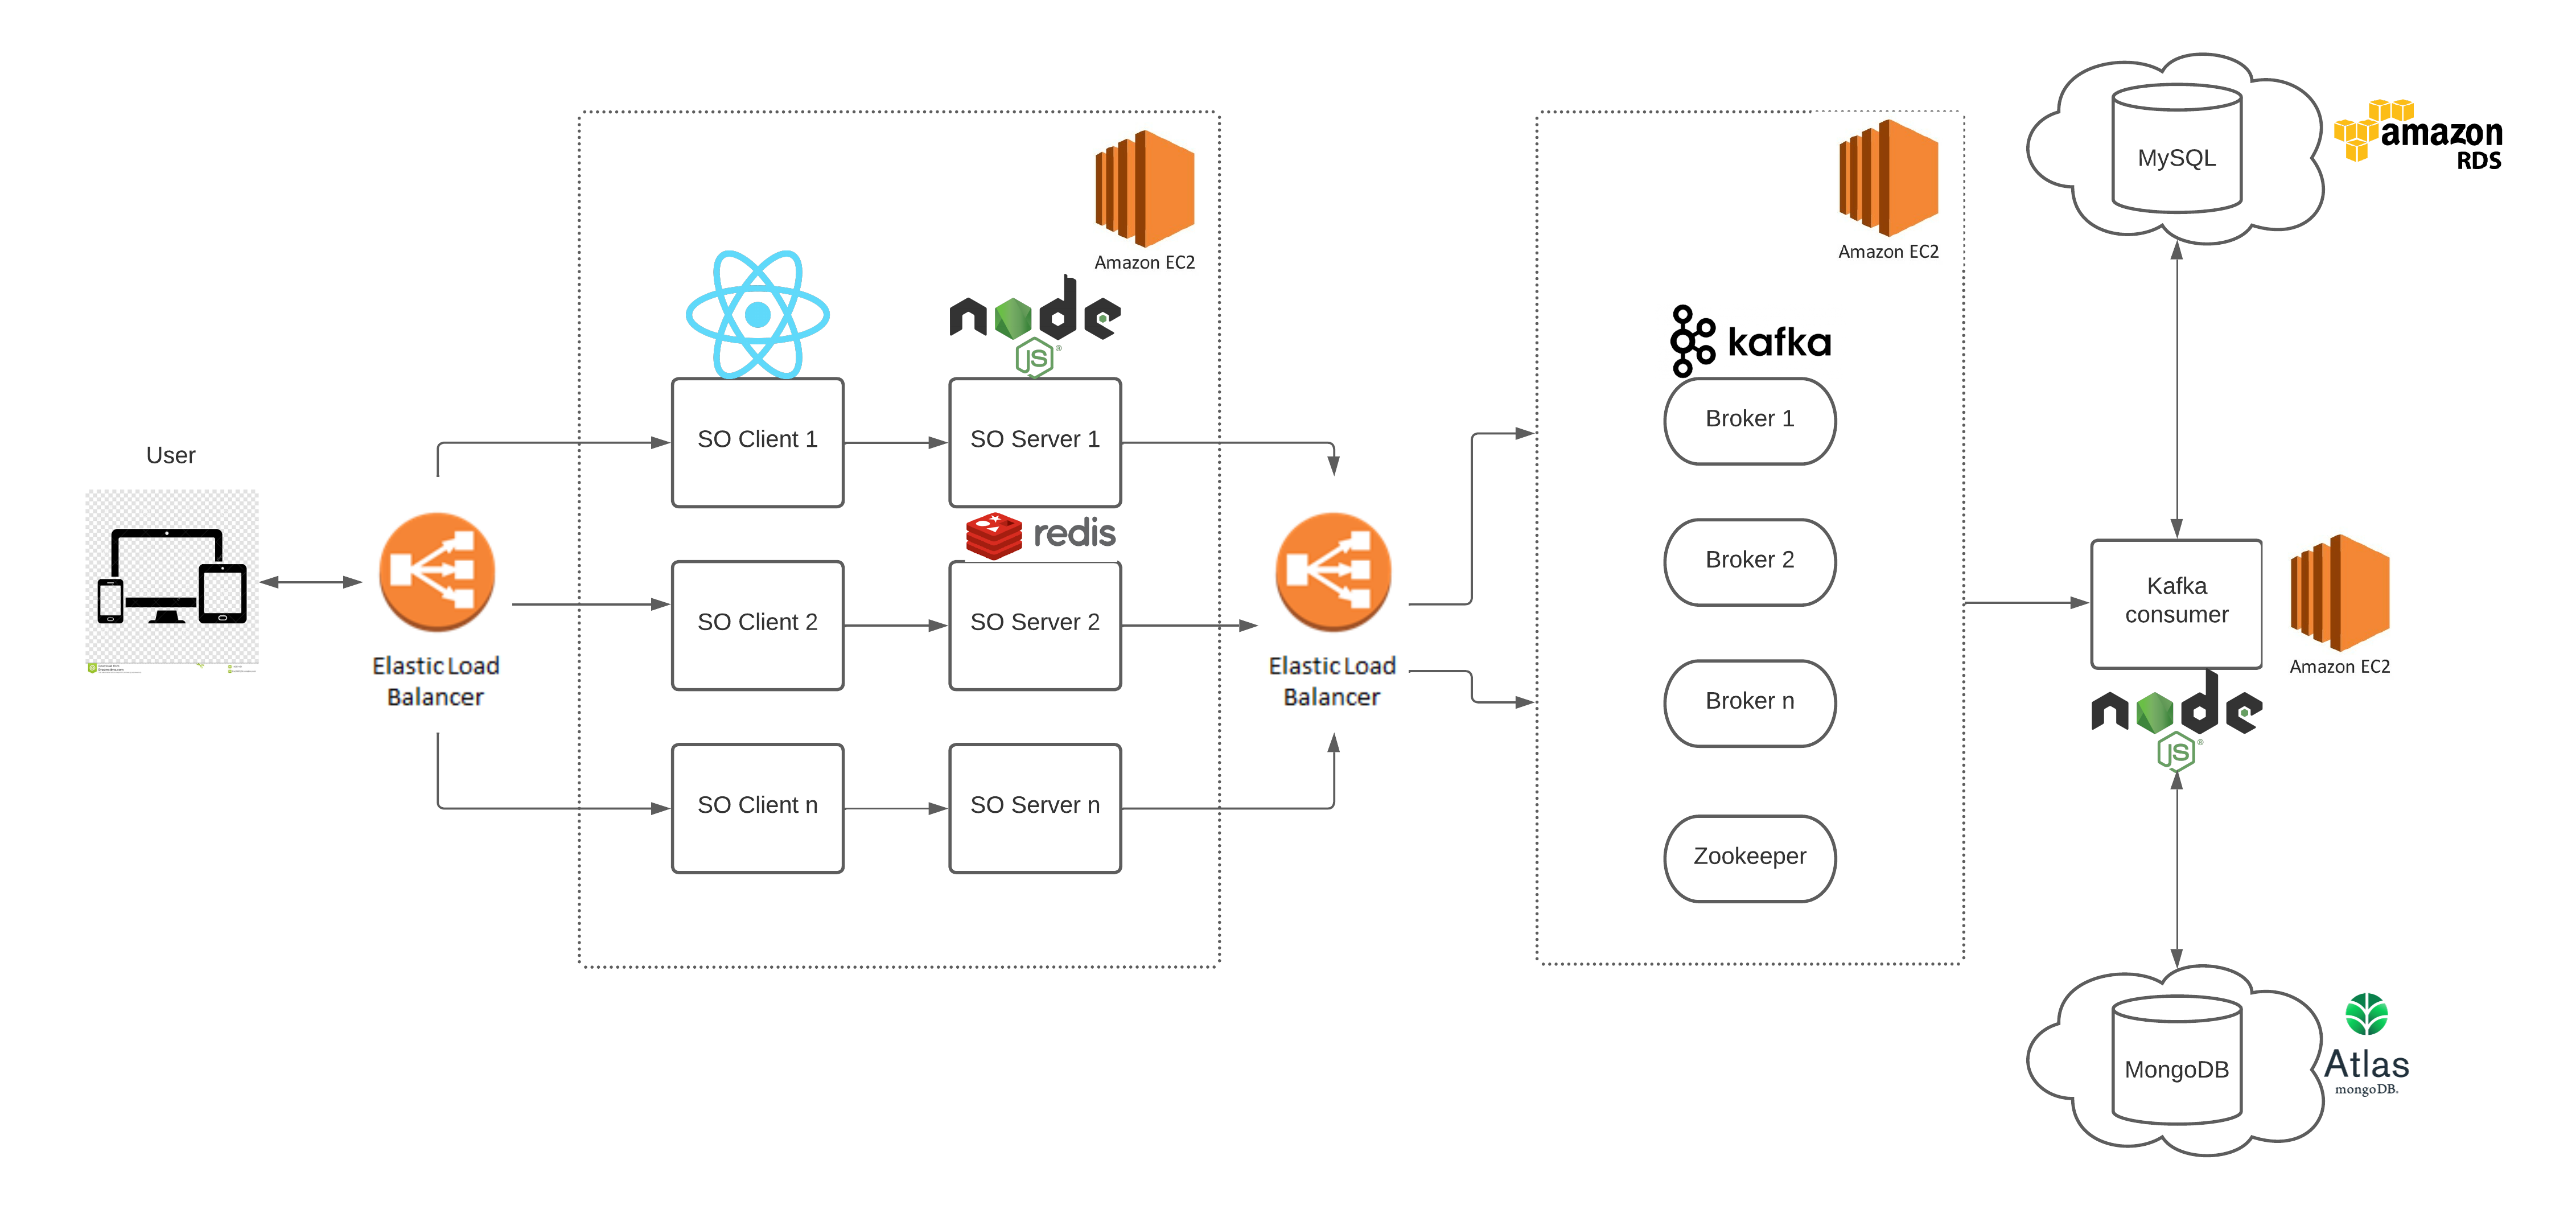 User
Elastic Load
Balancer
Amazon EC2
node
JS
SO Client 1
SO Server 1
redis
SO Client 2
SO Server 2
SO Client n
SO Server n
Elastic Load
Balancer
Amazon EC2
kafka
Broker 1
Broker 2
Broker n
Zookeeper
MySQL
amazon
RDS
Kafka
consumer
Amazon EC2
node
JS
MongoDB
Atlas
mongoDB.